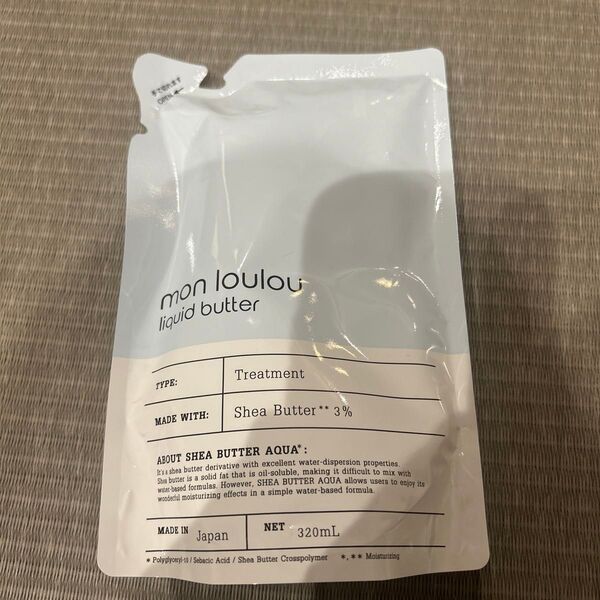 OPEN
mon loulou
liquid butter
TYPE: Treatment
MADE WITH: Shea Butter** 3%
ABOUT SHEA BUTTER AQUA*:
It's a shea butter derivative with excellent water-dispersion properties.
Shea butter is a solid fat that is oil-soluble, making it difficult to mix with
water-based formulas. However, SHEA BUTTER AQUA allows users to enjoy its
wonderful moisturizing effects in a simple water-based formula.
MADE IN Japan NET 320mL
* Polyglyceryl-10 / Sebacic Acid / Shea Butter Crosspolymer *, ** Moisturizing